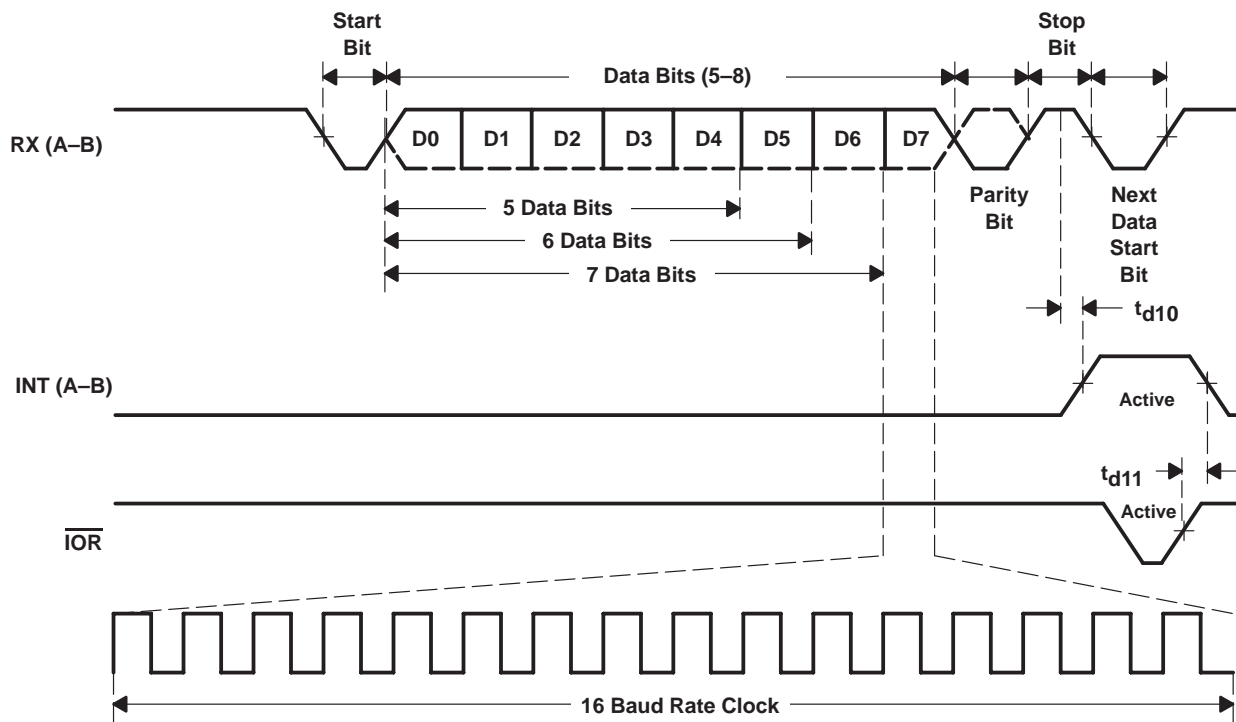 Start
Bit
Stop
Bit
Data Bits (5–8)
RX (A–B)
D0 D1 D2 D3 D4 D5 D6 D7
5 Data Bits
6 Data Bits
7 Data Bits
Parity
Bit
Next
Data
Start
Bit
td10
INT (A–B)
Active
td11
Active
IOR
16 Baud Rate Clock